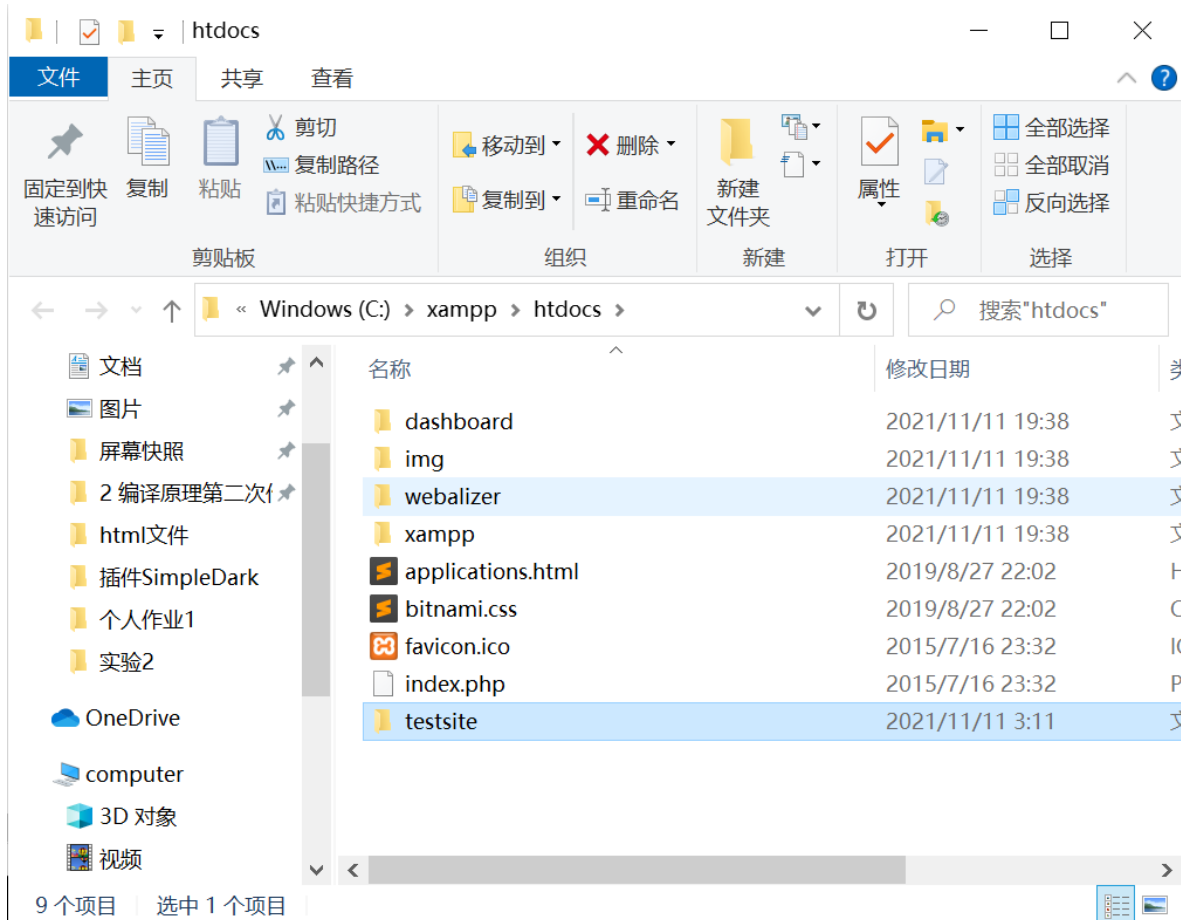 htdocs
文件 主页 共享 查看
固定到快速访问
复制
粘贴
剪切
复制路径
粘贴快捷方式
剪贴板
移动到
复制到
删除
重命名
组织
新建
文件夹
新建
属性
打开
全部选择
全部取消
反向选择
选择
« Windows (C:) xampp htdocs
搜索"htdocs"
文档
图片
屏幕快照
2 编译原理第二次
html文件
插件SimpleDark
个人作业1
实验2
OneDrive
computer
3D 对象
视频
名称 修改日期
dashboard 2021/11/11 19:38
img 2021/11/11 19:38
webalizer 2021/11/11 19:38
xampp 2021/11/11 19:38
applications.html 2019/8/27 22:02
bitnami.css 2019/8/27 22:02
favicon.ico 2015/7/16 23:32
index.php 2015/7/16 23:32
testsite 2021/11/11 3:11
9 个项目 选中 1 个项目